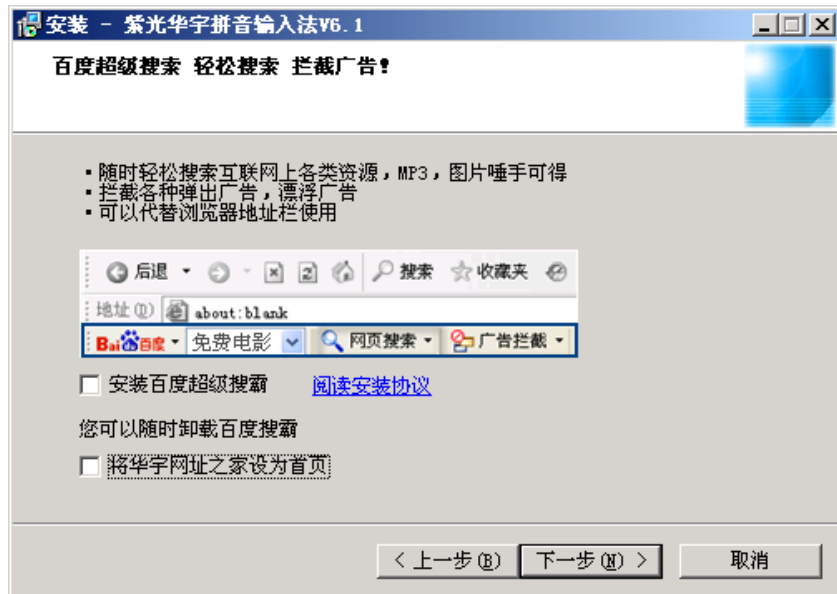 安装 - 紫光华宇拼音输入法V6.1
百度超级搜索 轻松搜索 拦截广告!
▪随时轻松搜索互联网上各类资源,MP3,图片唾手可得
▪拦截各种弹出广告,漂浮广告
▪可以代替浏览器地址栏使用
后退 搜索 收藏夹
地址(D) about:blank
Bai百度 免费电影 网页搜索 广告拦截
安装百度超级搜霸 阅读安装协议
您可以随时卸载百度搜霸
将华宇网址之家设为首页
< 上一步(B) 下一步(N) > 取消